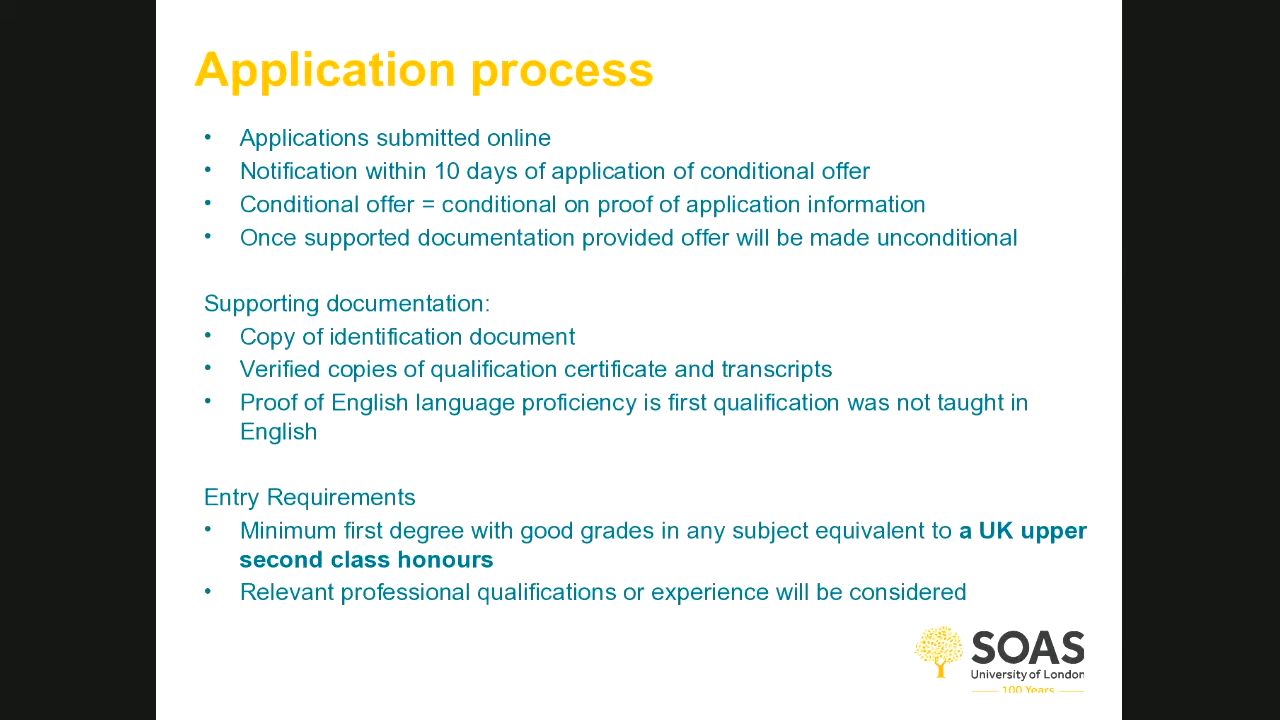 Application process
• Applications submitted online
• Notification within 10 days of application of conditional offer
• Conditional offer = conditional on proof of application information
• Once supported documentation provided offer will be made unconditional
Supporting documentation:
• Copy of identification document
• Verified copies of qualification certificate and transcripts
• Proof of English language proficiency is first qualification was not taught in
English
Entry Requirements
• Minimum first degree with good grades in any subject equivalent to a UK upper
second class honours
• Relevant professional qualifications or experience will be considered
SOAS
University of London
100 Years